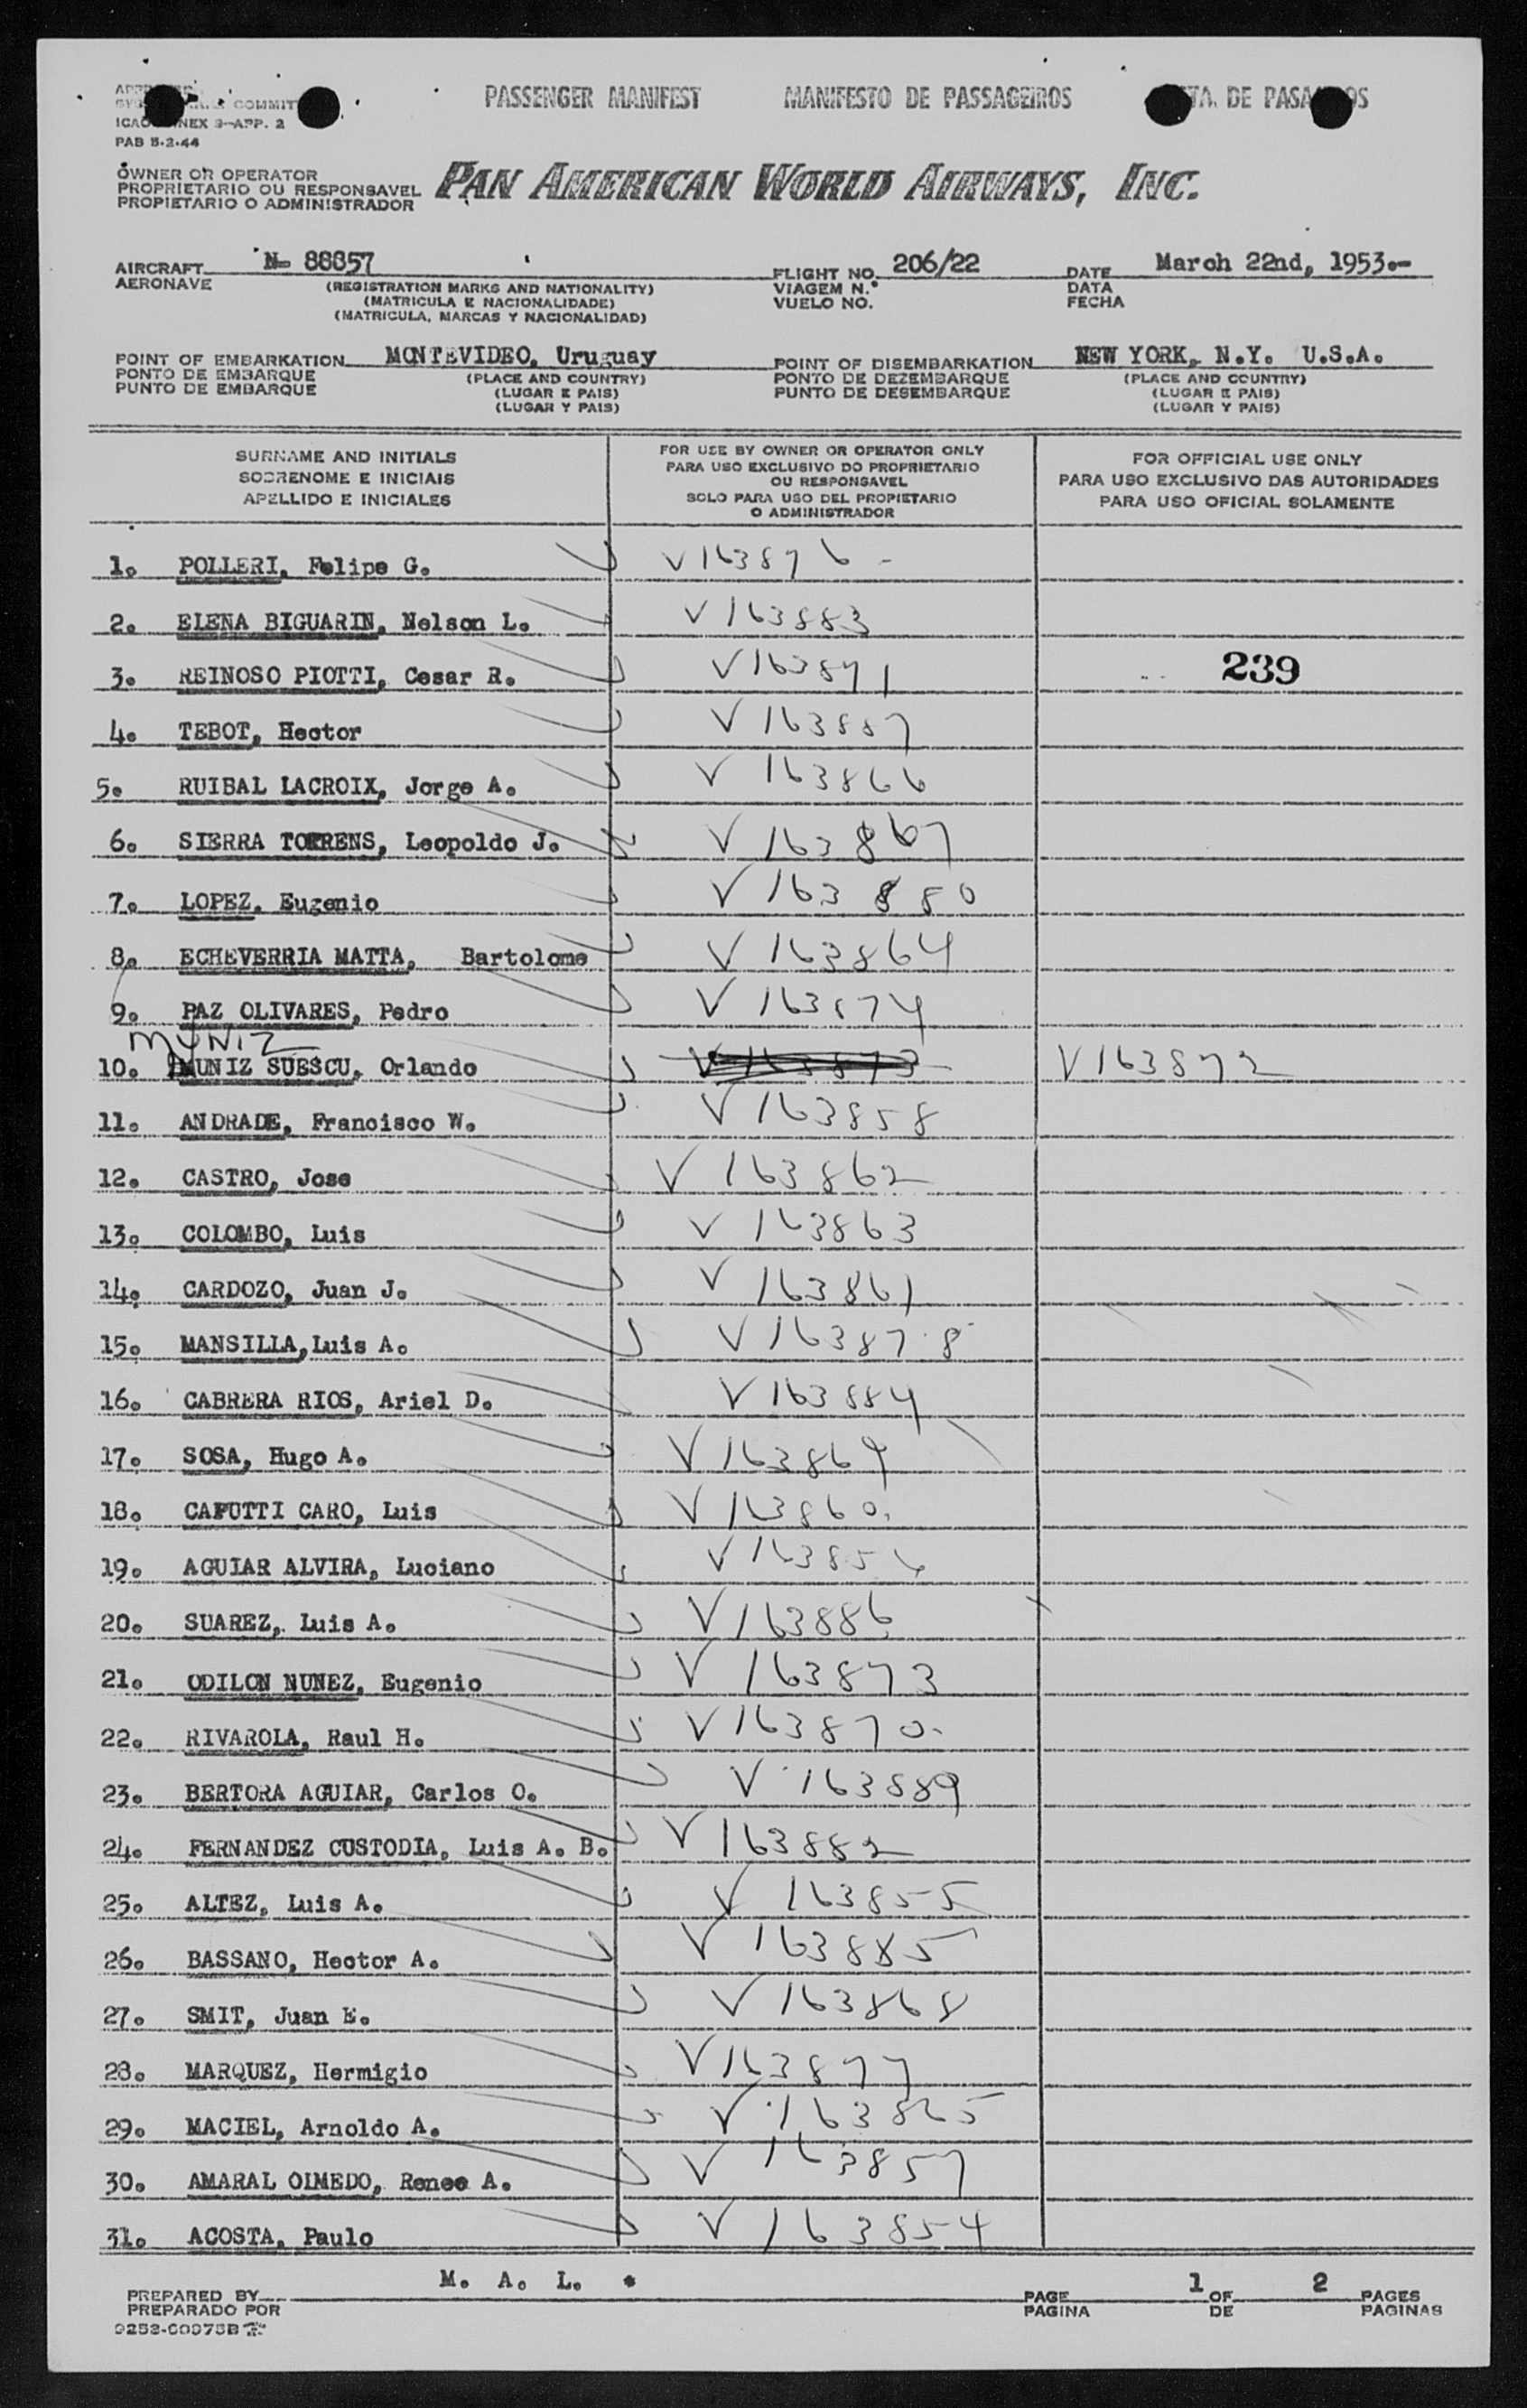 PASSENGER MANIFEST MANIFESTO DE PASSAGEIROS DE
COMMIT
ICAO ANNEX 9-APP. 2
PAB 5-2-44
OWNER OR OPERATOR
PROPRIETARIO OU RESPONSAVEL
PROPIETARIO O ADMINISTRADOR
PAN AMERICAN WORLD AIRWAYS, INC.
AIRCRAFT N- 88857 FLIGHT NO. 206/22 DATE March 22nd, 1953.-
AERONAVE (REGISTRATION MARKS AND NATIONALITY) VIAGEM N.° DATA
(MATRICULA E NACIONALIDADE) VUELO NO. FECHA
(MATRICULA, MARCAS Y NACIONALIDAD)
POINT OF EMBARKATION MONTEVIDEO, Uruguay POINT OF DISEMBARKATION NEW YORK, N.Y. U.S.A.
PONTO DE EMBARQUE (PLACE AND COUNTRY) PONTO DE DEZEMBARQUE (PLACE AND COUNTRY)
PUNTO DE EMBARQUE (LUGAR E PAIS) PUNTO DE DESEMBARQUE (LUGAR E PAIS)
(LUGAR Y PAIS) (LUGAR Y PAIS)
SURNAME AND INITIALS
SOBRENOME E INICIAIS
APELLIDO E INICIALES
FOR USE BY OWNER OR OPERATOR ONLY
PARA USO EXCLUSIVO DO PROPRIETARIO
OU RESPONSAVEL
SOLO PARA USO DEL PROPIETARIO
O ADMINISTRADOR
FOR OFFICIAL USE ONLY
PARA USO EXCLUSIVO DAS AUTORIDADES
PARA USO OFICIAL SOLAMENTE
1. POLLERI, Felipe G. V163876 -
2. ELENA BIGUARIN, Nelson L. V163883
3. REINOSO PIOTTI, Cesar R. V163871 239
4. TEBOT, Hector V163887
5. RUIBAL LACROIX, Jorge A. V163866
6. SIERRA TORRENS, Leopoldo J. V163867
7. LOPEZ, Eugenio V163880
8. ECHEVERRIA MATTA, Bartolome V163864
9. PAZ OLIVARES, Pedro V163874
MYNIZ
10. MUNIZ SUESCU, Orlando V163873 V163872
11. ANDRADE, Francisco W. V163858
12. CASTRO, Jose V163862
13. COLOMBO, Luis V163863
14. CARDOZO, Juan J. V163861
15. MANSILLA, Luis A. V163878
16. CABRERA RIOS, Ariel D. V163884
17. SOSA, Hugo A. V163869
18. CAPUTTI CARO, Luis V163860
19. AGUIAR ALVIRA, Luciano V163856
20. SUAREZ, Luis A. V163886
21. ODILON NUNEZ, Eugenio V163873
22. RIVAROLA, Raul H. V163870
23. BERTORA AGUIAR, Carlos O. V163889
24. FERNANDEZ CUSTODIA, Luis A. B. V163882
25. ALTEZ, Luis A. V163855
26. BASSANO, Hector A. V163885
27. SMIT, Juan E. V163868
28. MARQUEZ, Hermigio V163877
29. MACIEL, Arnoldo A. V163865
30. AMARAL OLMEDO, Renee A. V163857
31. ACOSTA, Paulo V163854
PREPARED BY M. A. L. * PAGE 1 OF 2 PAGES
PREPARADO POR PAGINA DE PAGINAS